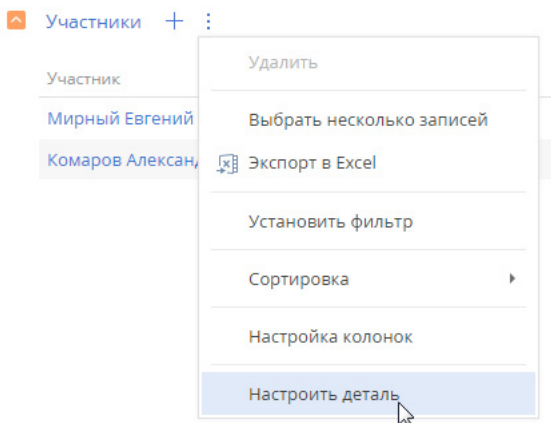 Участники
Участник
Мирный Евгений
Комаров Алексан
Удалить
Выбрать несколько записей
Экспорт в Excel
Установить фильтр
Сортировка
Настройка колонок
Настроить деталь